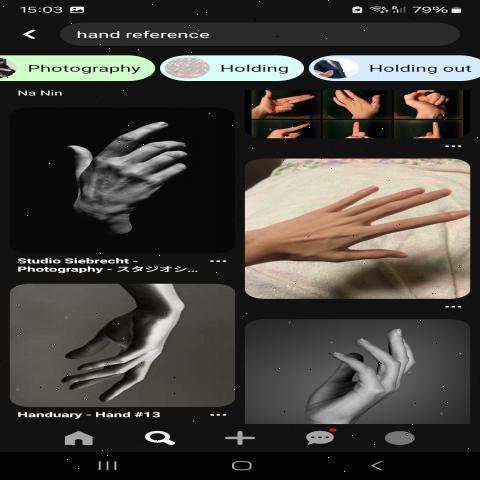 15:03
79%
hand reference
Photography
Holding
Holding out
Na Nin
Studio Siebrecht -
Photography - スタジオシ...
Handuary - Hand #13